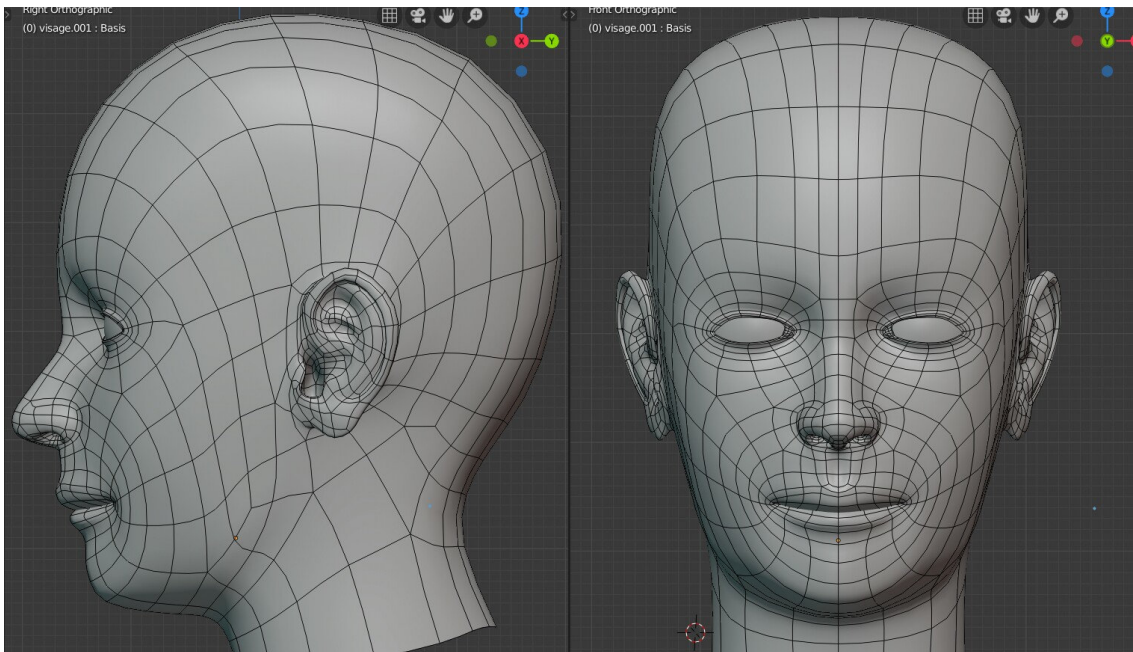 Right Orthographic
(0) visage.001 : Basis
Z
X
Y
Front Orthographic
(0) visage.001 : Basis
Z
Y